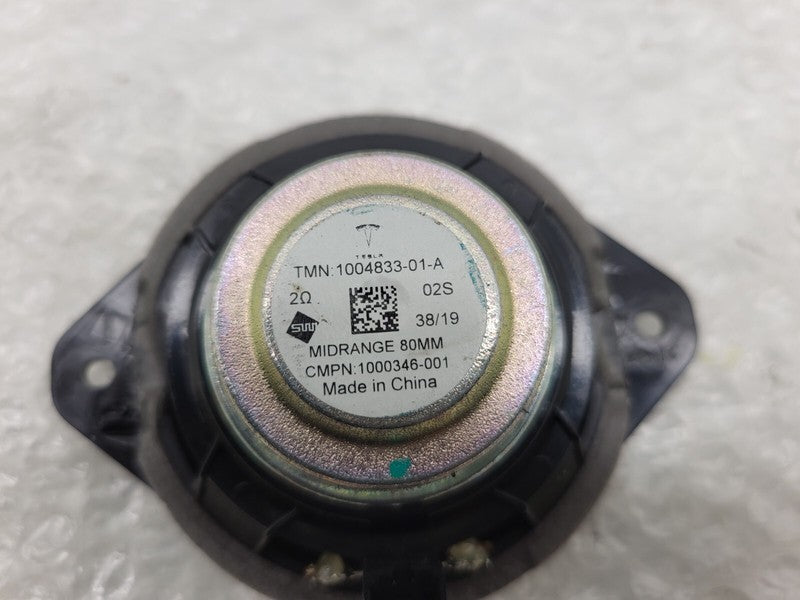 TESLA
TMN:1004833-01-A
2Ω 02S
SW 38/19
MIDRANGE 80MM
CMPN:1000346-001
Made in China